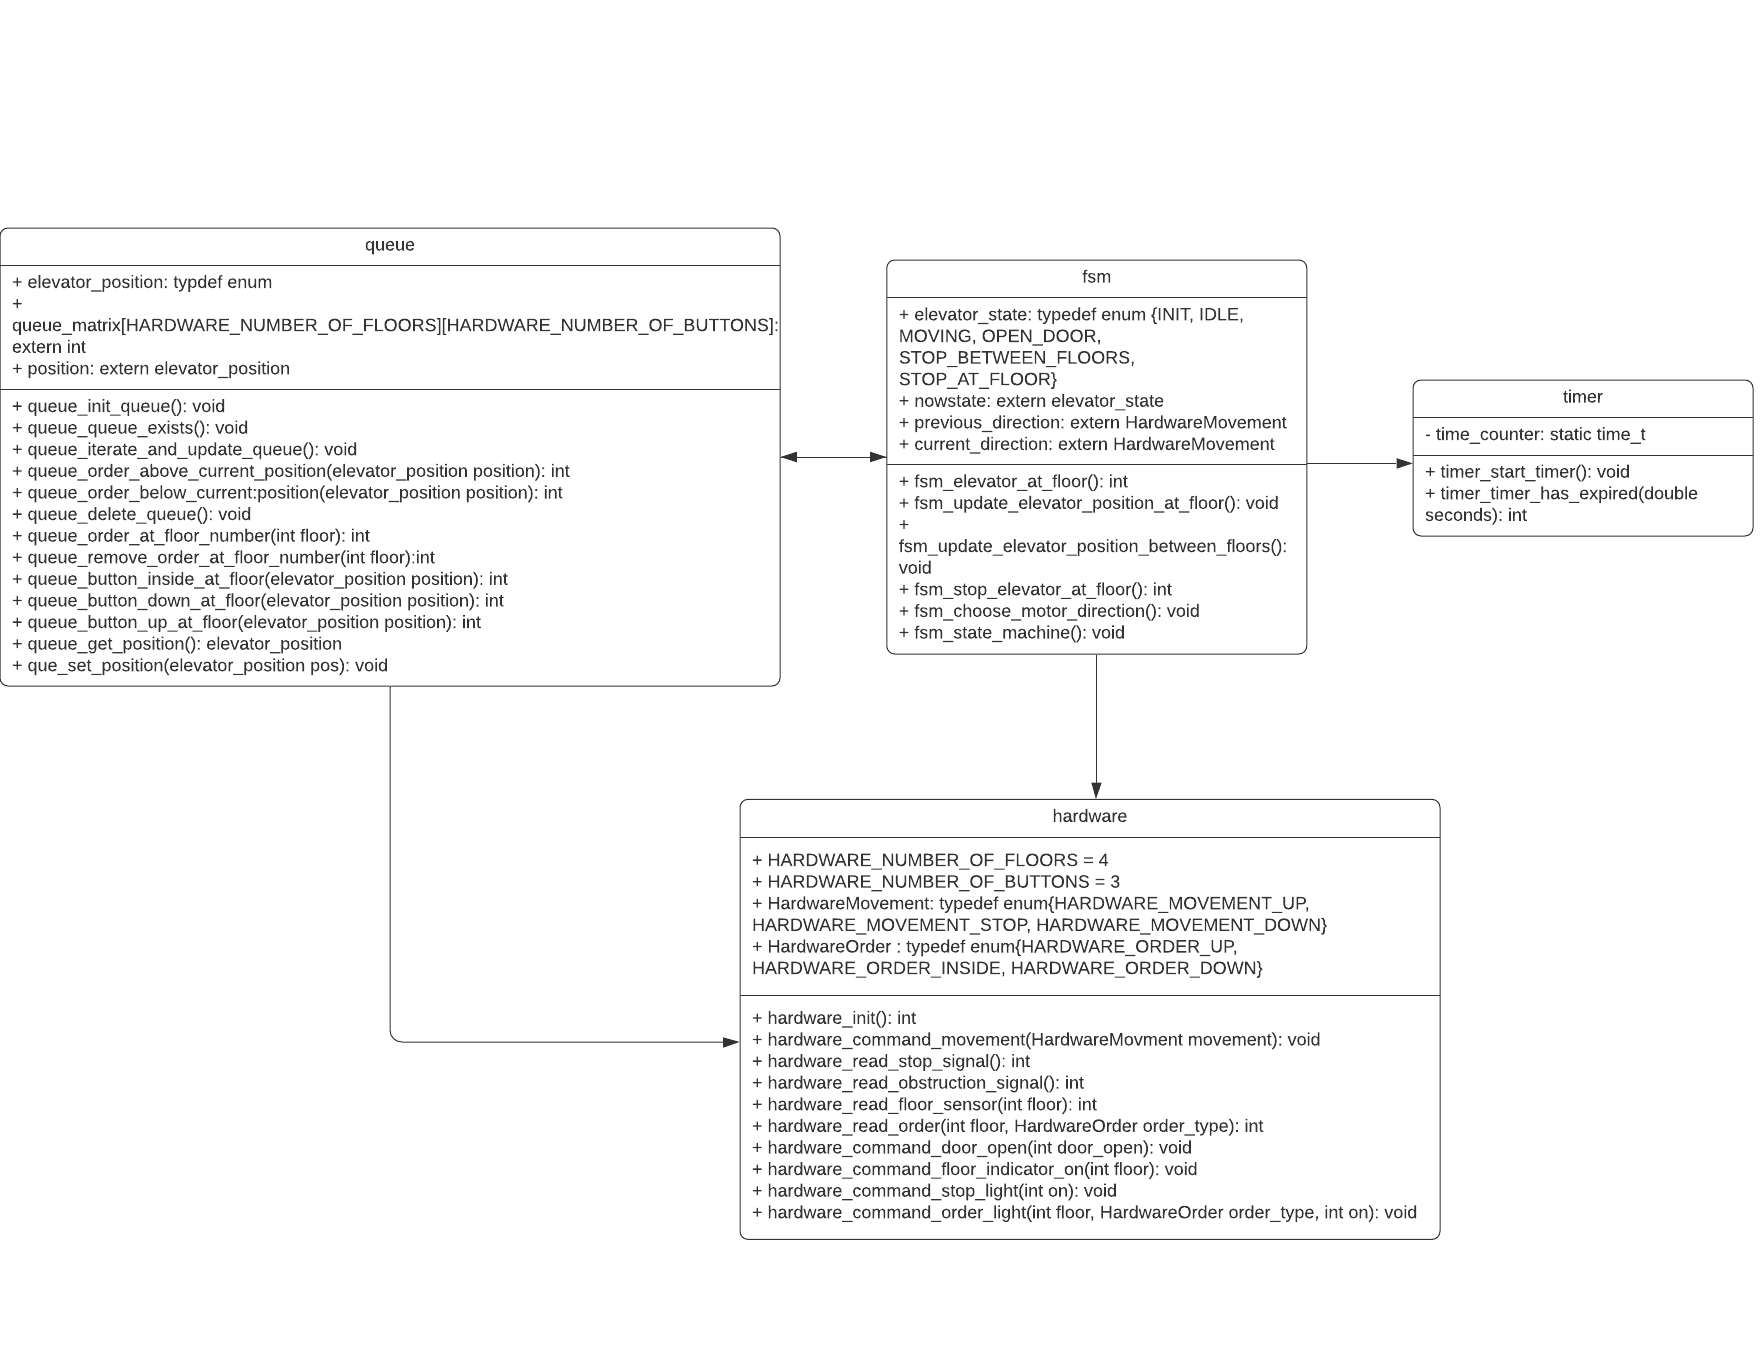 queue
+ elevator_position: typdef enum
+
queue_matrix[HARDWARE_NUMBER_OF_FLOORS][HARDWARE_NUMBER_OF_BUTTONS]:
extern int
+ position: extern elevator_position
+ queue_init_queue(): void
+ queue_queue_exists(): void
+ queue_iterate_and_update_queue(): void
+ queue_order_above_current_position(elevator_position position): int
+ queue_order_below_current:position(elevator_position position): int
+ queue_delete_queue(): void
+ queue_order_at_floor_number(int floor): int
+ queue_remove_order_at_floor_number(int floor):int
+ queue_button_inside_at_floor(elevator_position position): int
+ queue_button_down_at_floor(elevator_position position): int
+ queue_button_up_at_floor(elevator_position position): int
+ queue_get_position(): elevator_position
+ que_set_position(elevator_position pos): void
fsm
+ elevator_state: typedef enum {INIT, IDLE,
MOVING, OPEN_DOOR,
STOP_BETWEEN_FLOORS,
STOP_AT_FLOOR}
+ nowstate: extern elevator_state
+ previous_direction: extern HardwareMovement
+ current_direction: extern HardwareMovement
+ fsm_elevator_at_floor(): int
+ fsm_update_elevator_position_at_floor(): void
+
fsm_update_elevator_position_between_floors():
void
+ fsm_stop_elevator_at_floor(): int
+ fsm_choose_motor_direction(): void
+ fsm_state_machine(): void
timer
- time_counter: static time_t
+ timer_start_timer(): void
+ timer_timer_has_expired(double
seconds): int
hardware
+ HARDWARE_NUMBER_OF_FLOORS = 4
+ HARDWARE_NUMBER_OF_BUTTONS = 3
+ HardwareMovement: typedef enum{HARDWARE_MOVEMENT_UP,
HARDWARE_MOVEMENT_STOP, HARDWARE_MOVEMENT_DOWN}
+ HardwareOrder : typedef enum{HARDWARE_ORDER_UP,
HARDWARE_ORDER_INSIDE, HARDWARE_ORDER_DOWN}
+ hardware_init(): int
+ hardware_command_movement(HardwareMovment movement): void
+ hardware_read_stop_signal(): int
+ hardware_read_obstruction_signal(): int
+ hardware_read_floor_sensor(int floor): int
+ hardware_read_order(int floor, HardwareOrder order_type): int
+ hardware_command_door_open(int door_open): void
+ hardware_command_floor_indicator_on(int floor): void
+ hardware_command_stop_light(int on): void
+ hardware_command_order_light(int floor, HardwareOrder order_type, int on): void